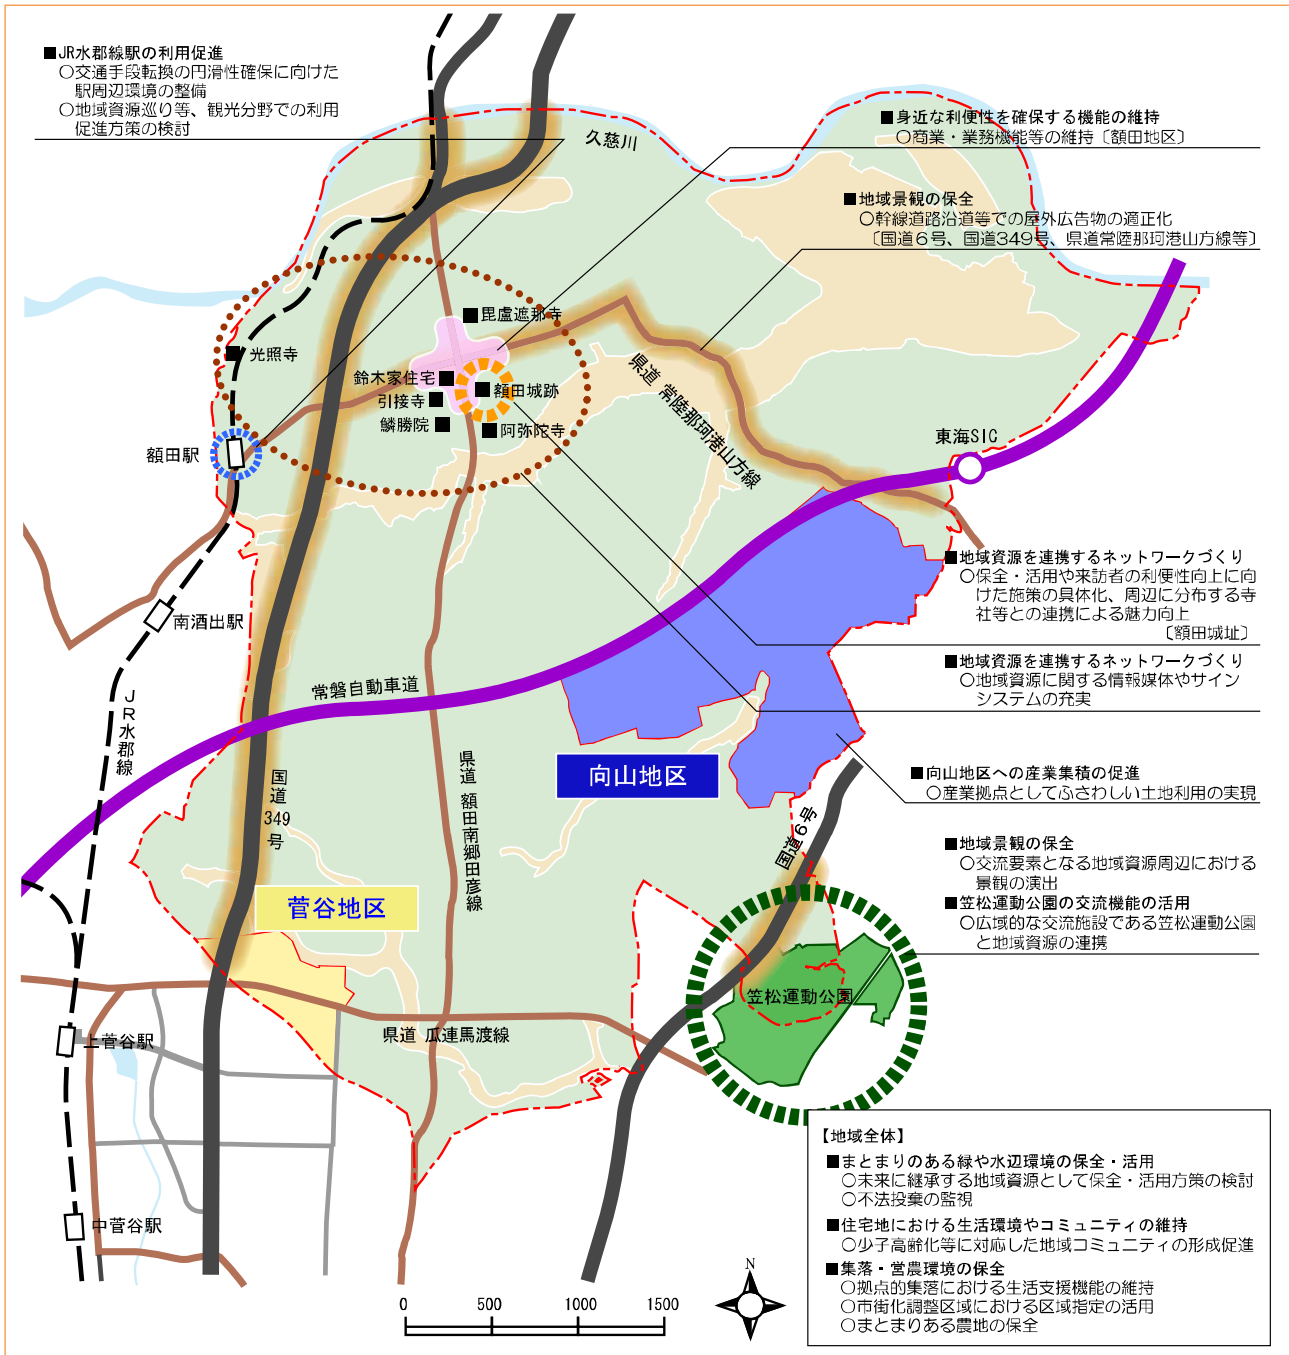 ■JR水郡線駅の利用促進
○交通手段転換の円滑性確保に向けた
駅周辺環境の整備
○地域資源巡り等、観光分野での利用
促進方策の検討
久慈川
■身近な利便性を確保する機能の維持
○商業・業務機能等の維持〔額田地区〕
■地域景観の保全
○幹線道路沿道等での屋外広告物の適正化
〔国道6号、国道349号、県道常陸那珂港山方線等〕
■毘盧遮那寺
■光照寺
鈴木家住宅■
■額田城跡
引接寺■
鱗勝院■
■阿弥陀寺
県道 常陸那珂港山方線
額田駅
東海SIC
■地域資源を連携するネットワークづくり
○保全・活用や来訪者の利便性向上に向
けた施策の具体化、周辺に分布する寺
社等との連携による魅力向上
〔額田城址〕
南酒出駅
■地域資源を連携するネットワークづくり
○地域資源に関する情報媒体やサイン
システムの充実
常磐自動車道
JR水郡線
国道349号
県道 額田南郷田彦線
向山地区
■向山地区への産業集積の促進
○産業拠点としてふさわしい土地利用の実現
国道6号
■地域景観の保全
○交流要素となる地域資源周辺における
景観の演出
■笠松運動公園の交流機能の活用
○広域的な交流施設である笠松運動公園
と地域資源の連携
菅谷地区
笠松運動公園
県道 瓜連馬渡線
上菅谷駅
中菅谷駅
【地域全体】
■まとまりのある緑や水辺環境の保全・活用
○未来に継承する地域資源として保全・活用方策の検討
○不法投棄の監視
■住宅地における生活環境やコミュニティの維持
○少子高齢化等に対応した地域コミュニティの形成促進
■集落・営農環境の保全
○拠点的集落における生活支援機能の維持
○市街化調整区域における区域指定の活用
○まとまりある農地の保全
0 500 1000 1500
N